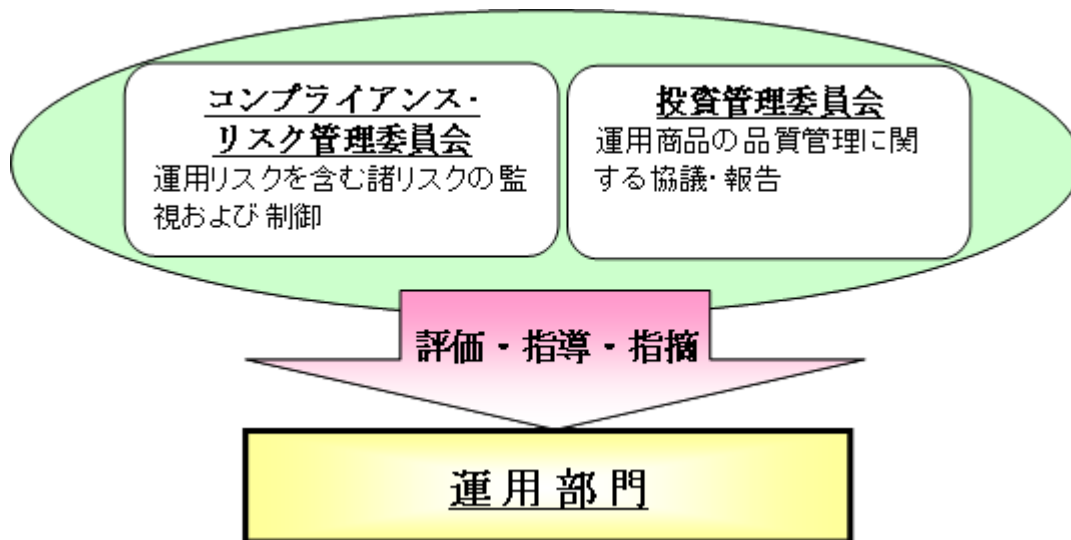 コンプライアンス・
リスク管理委員会
運用リスクを含む諸リスクの監
視および制御
投資管理委員会
運用商品の品質管理に関
する協議・報告
評価・指導・指摘
運用部門